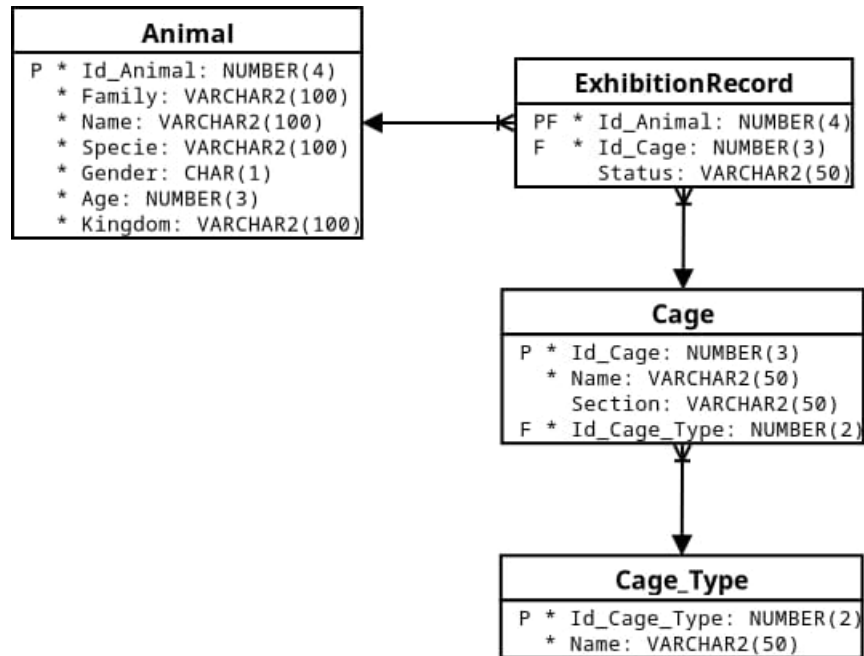 Animal
P * Id_Animal: NUMBER(4)
* Family: VARCHAR2(100)
* Name: VARCHAR2(100)
* Specie: VARCHAR2(100)
* Gender: CHAR(1)
* Age: NUMBER(3)
* Kingdom: VARCHAR2(100)
ExhibitionRecord
PF * Id_Animal: NUMBER(4)
F * Id_Cage: NUMBER(3)
Status: VARCHAR2(50)
Cage
P * Id_Cage: NUMBER(3)
* Name: VARCHAR2(50)
Section: VARCHAR2(50)
F * Id_Cage_Type: NUMBER(2)
Cage_Type
P * Id_Cage_Type: NUMBER(2)
* Name: VARCHAR2(50)